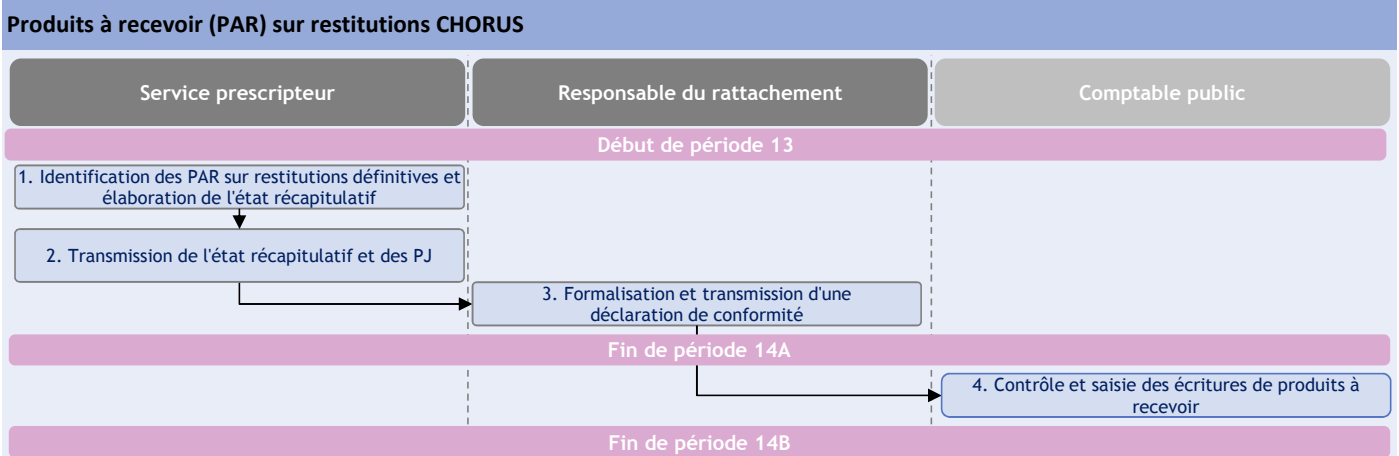 Produits à recevoir (PAR) sur restitutions CHORUS
Service prescripteur
Responsable du rattachement
Comptable public
Début de période 13
1. Identification des PAR sur restitutions définitives et
élaboration de l'état récapitulatif
2. Transmission de l'état récapitulatif et des PJ
3. Formalisation et transmission d'une
déclaration de conformité
Fin de période 14A
4. Contrôle et saisie des écritures de produits à
recevoir
Fin de période 14B